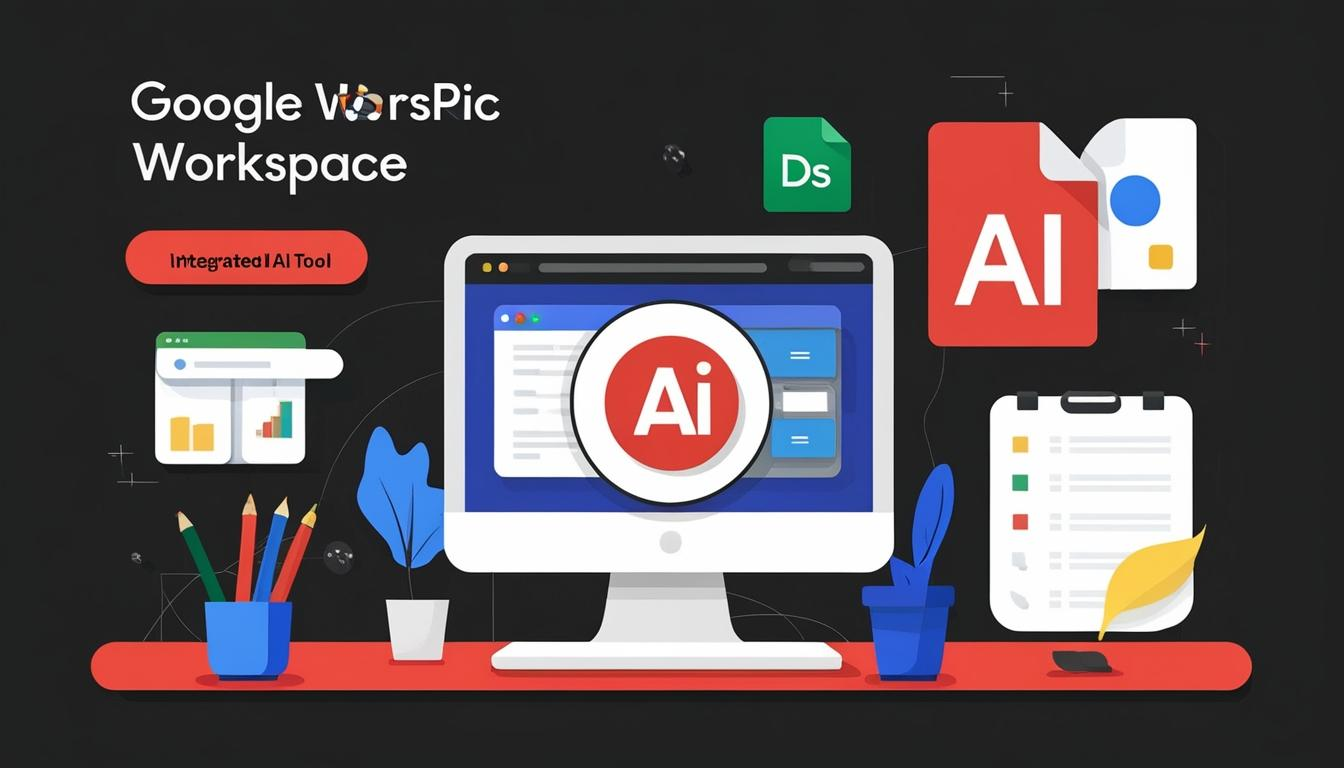 Google WorsPic
Workspace
Integrated AI Tool
Ds
AI
Ai